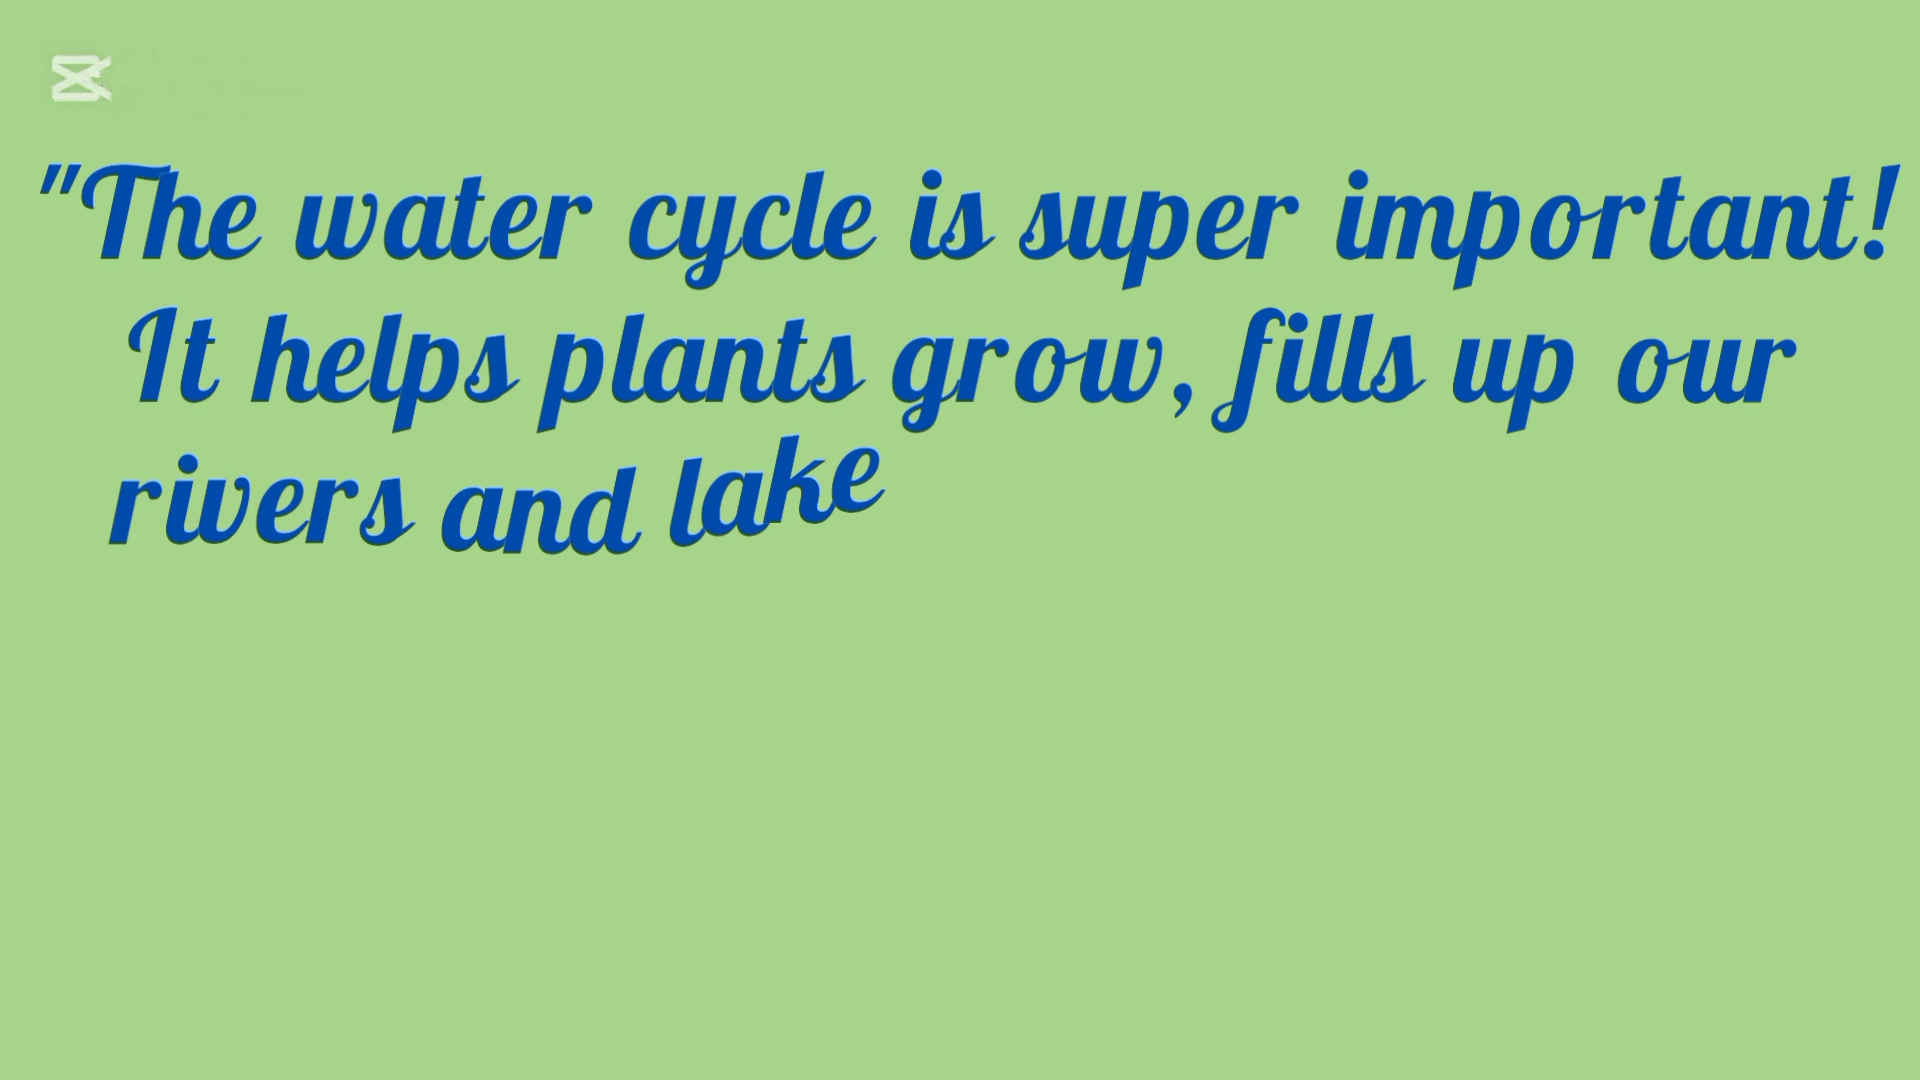 "The water cycle is super important!
It helps plants grow, fills up our
rivers and lake